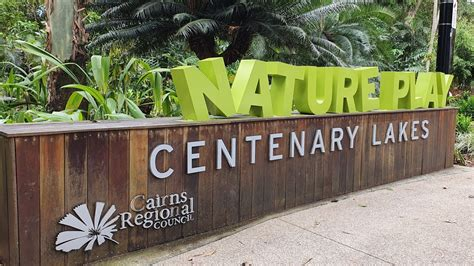 NATURE PLAY
CENTENARY LAKES
Cairns
Regional
COUNCIL